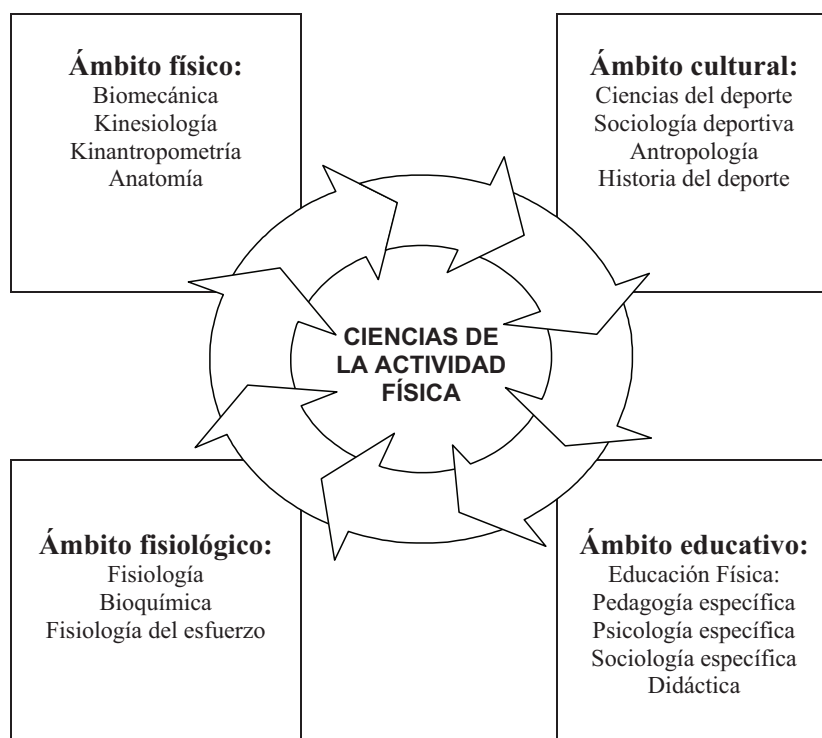 Ámbito físico:
Biomecánica
Kinesiología
Kinantropometría
Anatomía
Ámbito cultural:
Ciencias del deporte
Sociología deportiva
Antropología
Historia del deporte
CIENCIAS DE
LA ACTIVIDAD
FÍSICA
Ámbito fisiológico:
Fisiología
Bioquímica
Fisiología del esfuerzo
Ámbito educativo:
Educación Física:
Pedagogía específica
Psicología específica
Sociología específica
Didáctica